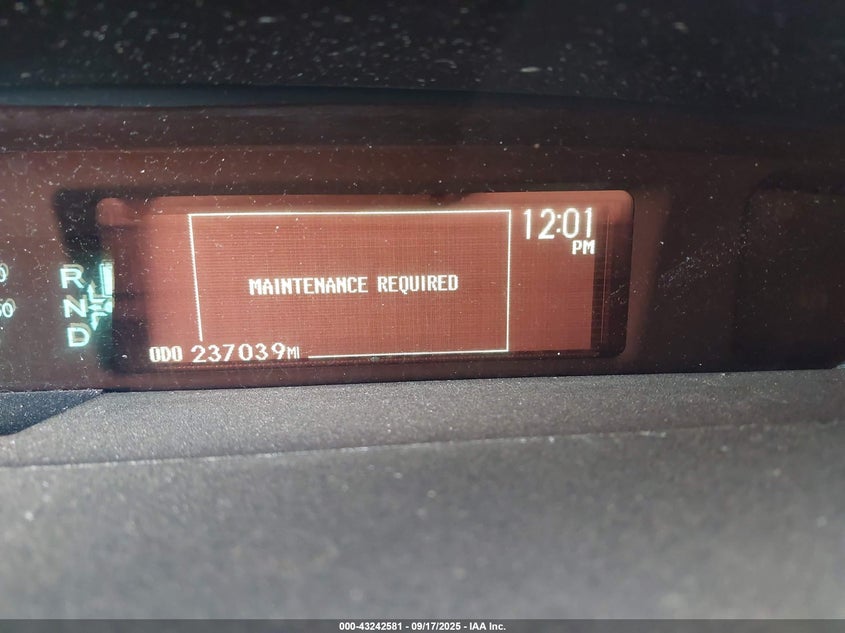 12:01
PM
MAINTENANCE REQUIRED
R
N
D
ODO 237039MI
000-43242581 - 09/17/2025 - IAA Inc.